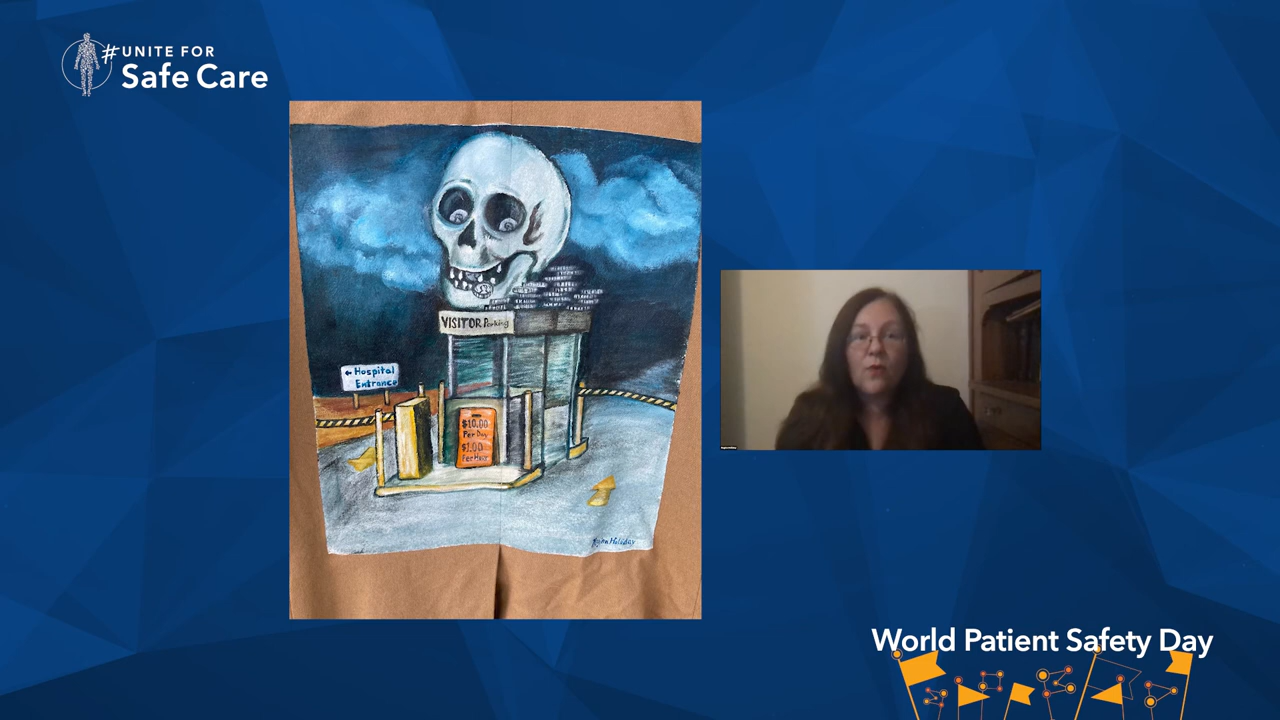 #UNITE FOR
Safe Care
VISITOR Parking
← Hospital
Entrance
$10.00
Per Day
$1.00
Per Hour
World Patient Safety Day